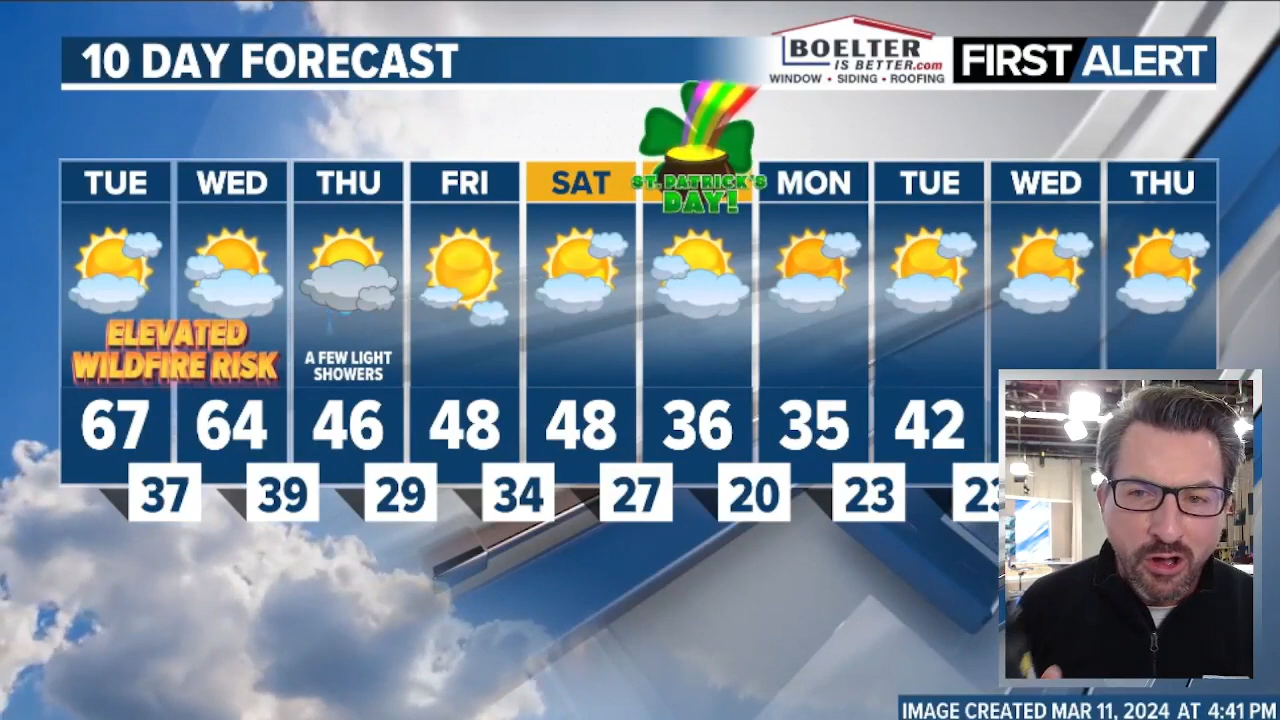 10 DAY FORECAST
BOELTER
IS BETTER.com
WINDOW • SIDING • ROOFING
FIRST ALERT
TUE WED THU FRI SAT ST. PATRICK'S DAY! MON TUE WED THU
ELEVATED
WILDFIRE RISK
A FEW LIGHT
SHOWERS
67 64 46 48 48 36 35 42
37 39 29 34 27 20 23
IMAGE CREATED MAR 11, 2024 AT 4:41 PM